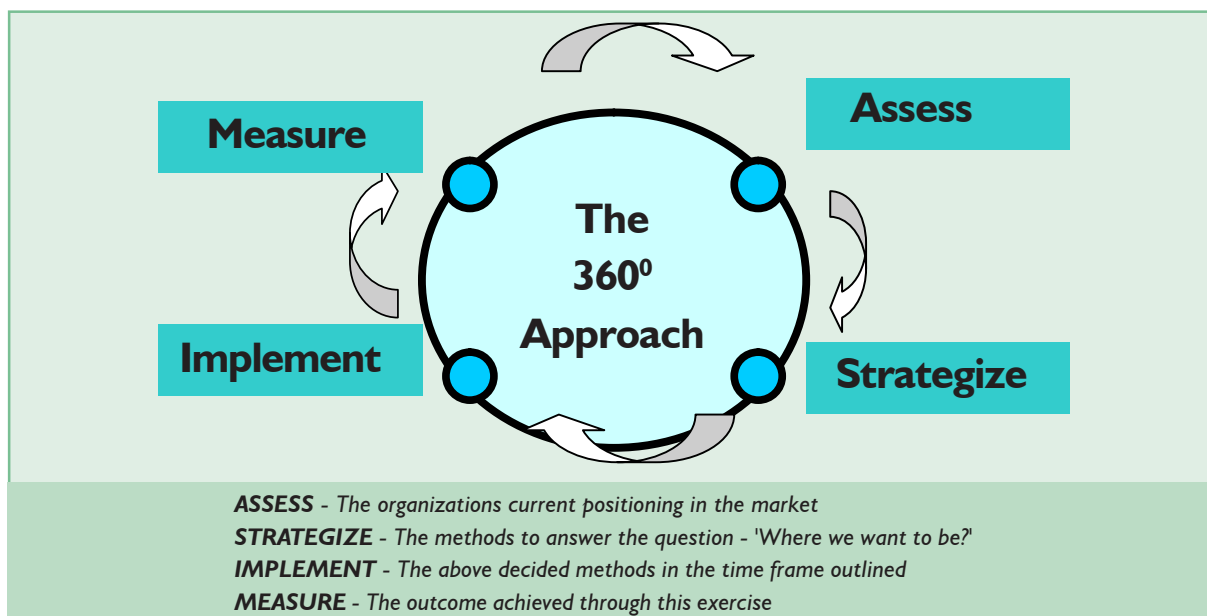 Measure
Assess
The
360⁰
Approach
Implement
Strategize
ASSESS - The organizations current positioning in the market
STRATEGIZE - The methods to answer the question - 'Where we want to be?'
IMPLEMENT - The above decided methods in the time frame outlined
MEASURE - The outcome achieved through this exercise